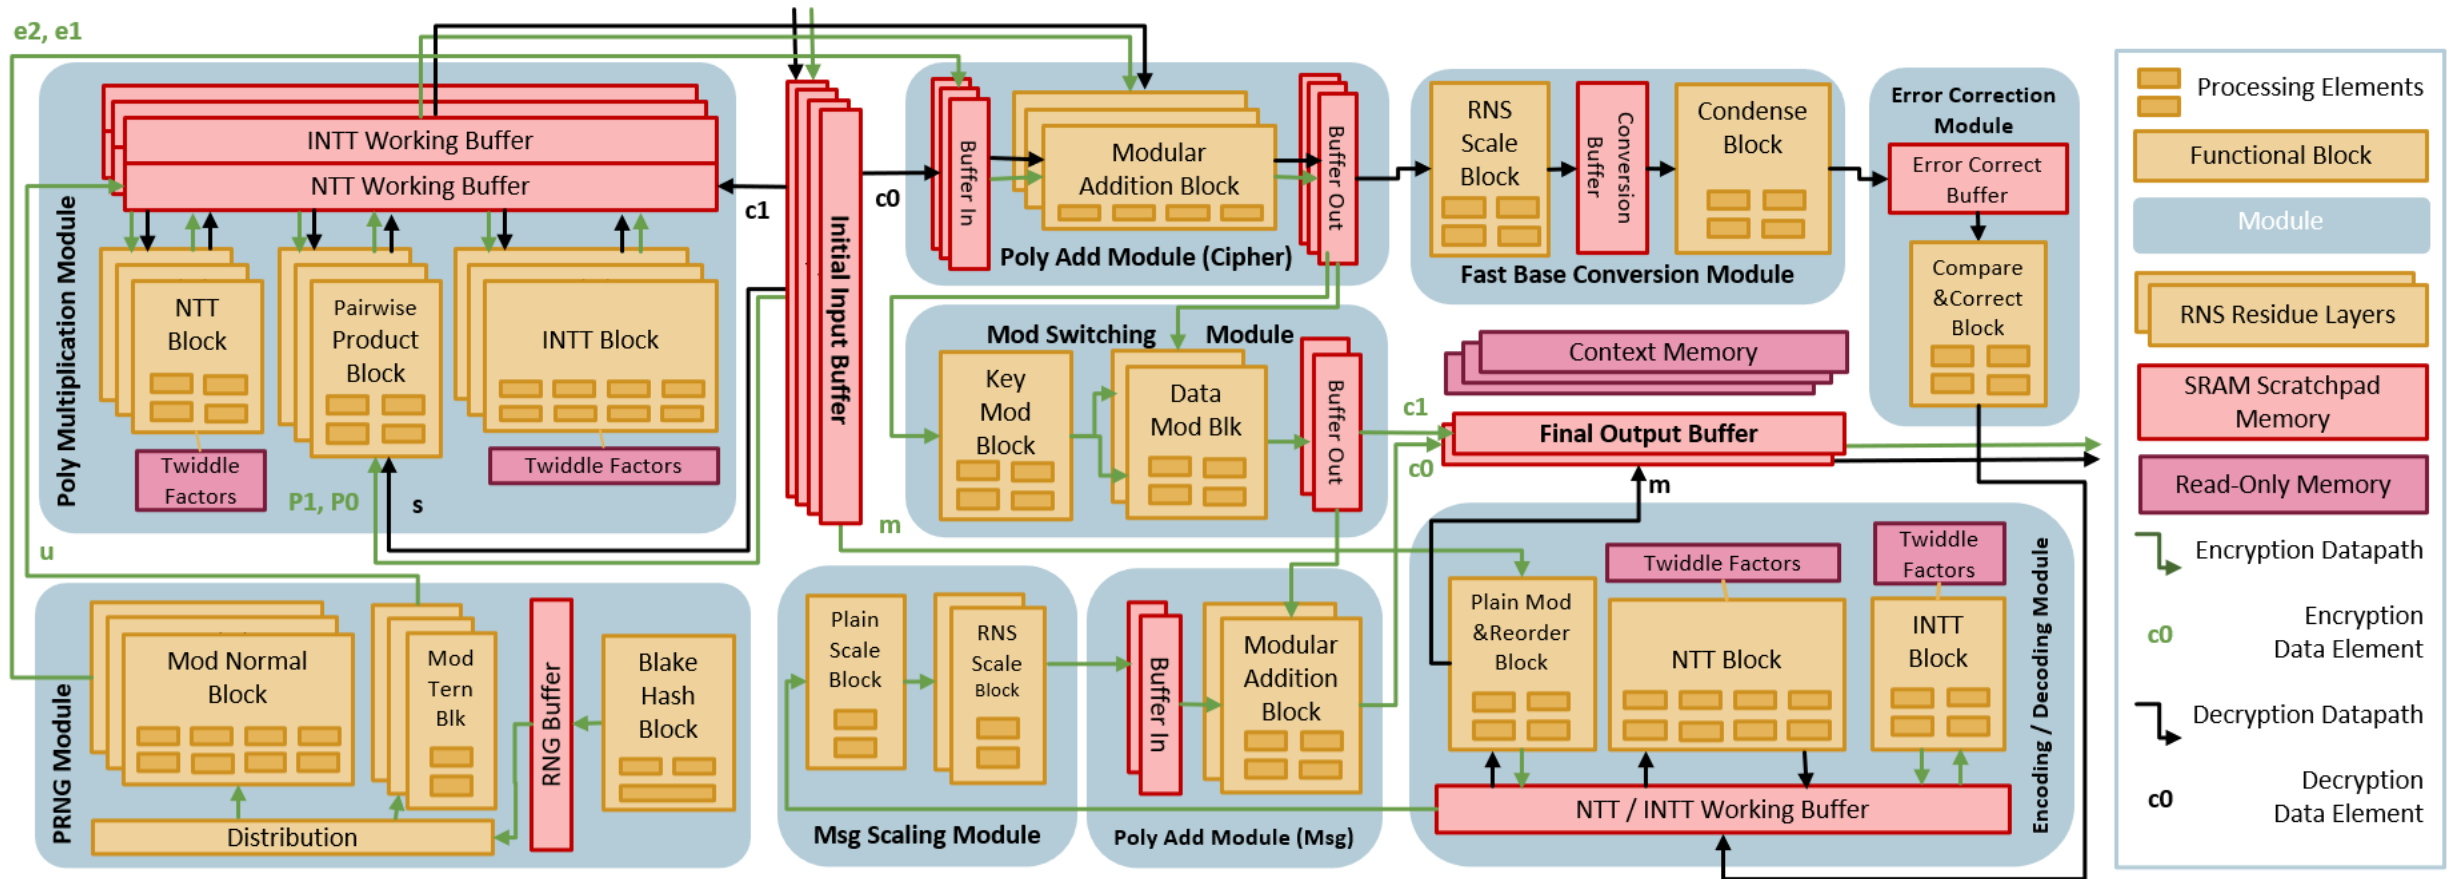 e2, e1
INTT Working Buffer
NTT Working Buffer
Poly Multiplication Module
NTT
Block
Pairwise
Product
Block
INTT Block
Twiddle
Factors
Twiddle Factors
P1, P0
s
u
c1
c0
Initial Input Buffer
Buffer In
Modular
Addition Block
Buffer Out
Poly Add Module (Cipher)
RNS
Scale
Block
Conversion
Buffer
Condense
Block
Fast Base Conversion Module
Error Correction
Module
Error Correct
Buffer
Compare
&Correct
Block
Mod Switching Module
Key
Mod
Block
Data
Mod Blk
Buffer Out
Context Memory
c1
Final Output Buffer
c0
m
m
PRNG Module
Mod Normal
Block
Mod
Tern
Blk
RNG Buffer
Blake
Hash
Block
Distribution
Plain
Scale
Block
RNS
Scale
Block
Msg Scaling Module
Buffer In
Modular
Addition
Block
Poly Add Module (Msg)
Twiddle Factors
Twiddle
Factors
Plain Mod
&Reorder
Block
NTT Block
INTT
Block
NTT / INTT Working Buffer
Encoding / Decoding Module
Processing Elements
Functional Block
Module
RNS Residue Layers
SRAM Scratchpad
Memory
Read-Only Memory
Encryption Datapath
c0
Encryption
Data Element
Decryption Datapath
c0
Decryption
Data Element